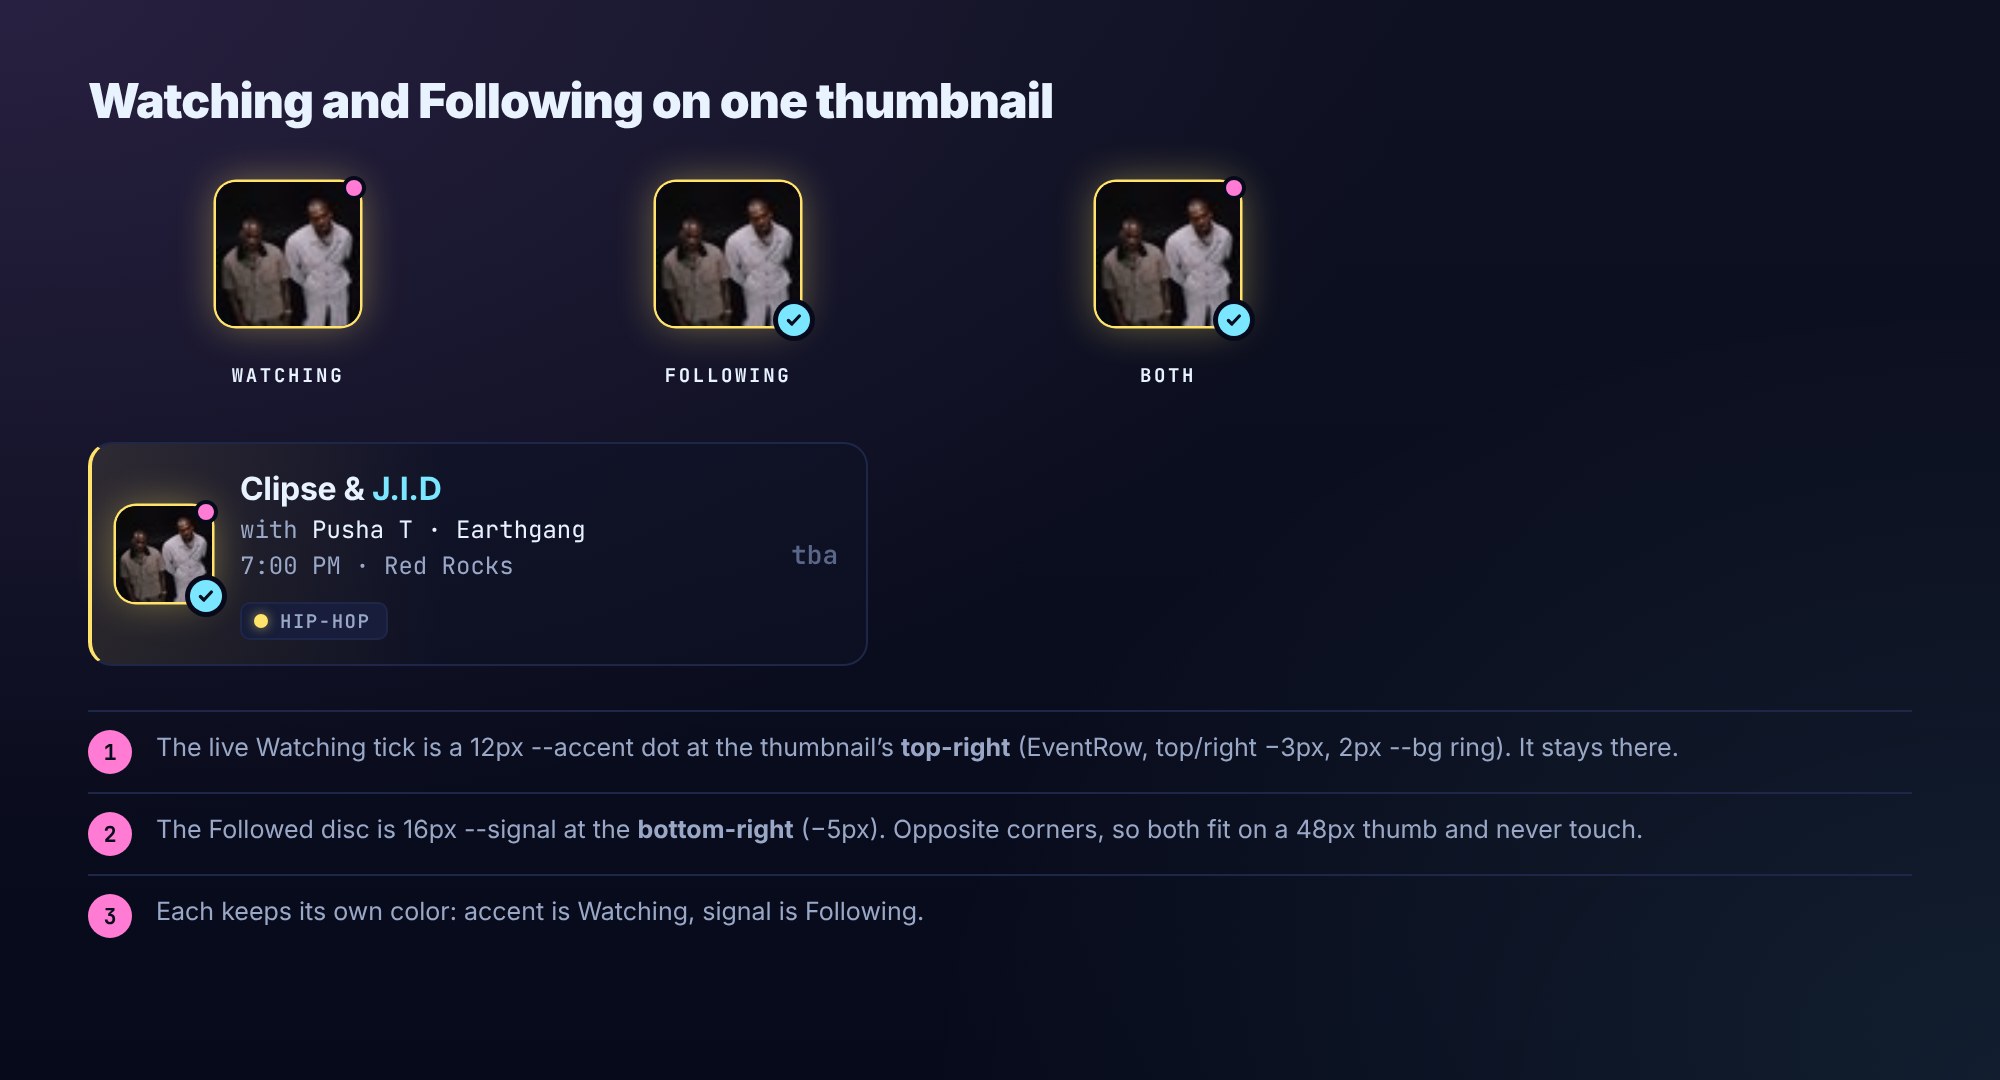 Watching and Following on one thumbnail
WATCHING
FOLLOWING
BOTH
Clipse & J.I.D
with Pusha T · Earthgang
7:00 PM · Red Rocks
tba
HIP-HOP
1 The live Watching tick is a 12px --accent dot at the thumbnail’s top-right (EventRow, top/right −3px, 2px --bg ring). It stays there.
2 The Followed disc is 16px --signal at the bottom-right (−5px). Opposite corners, so both fit on a 48px thumb and never touch.
3 Each keeps its own color: accent is Watching, signal is Following.